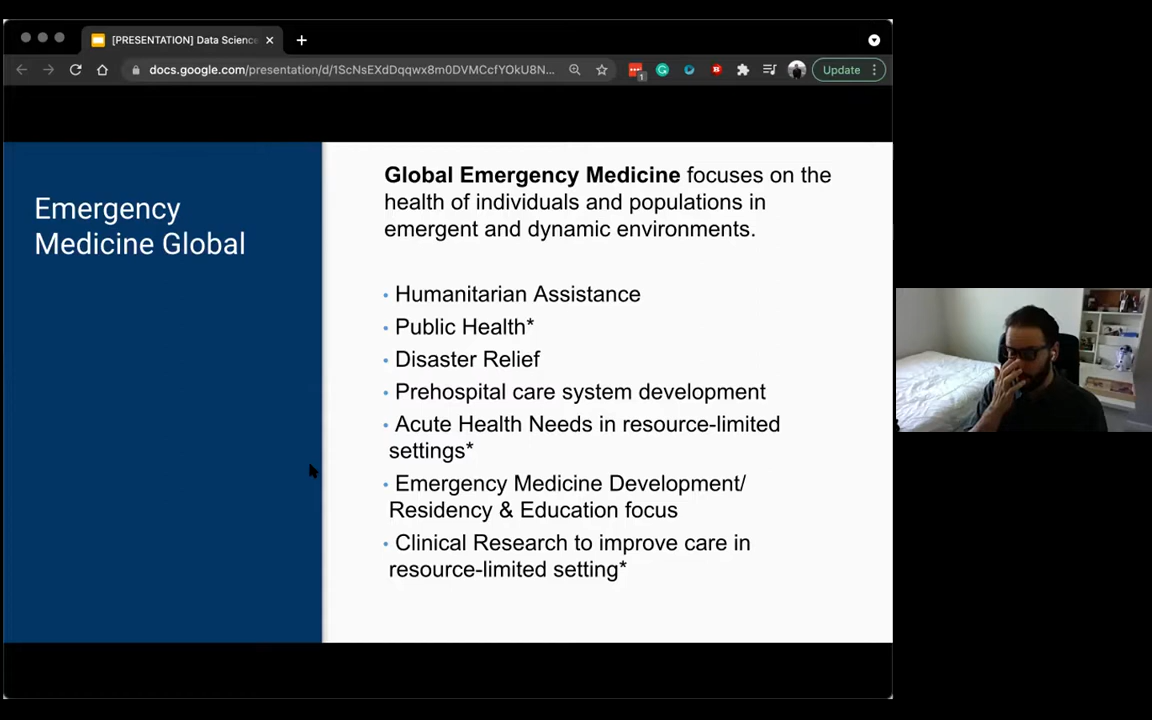 [PRESENTATION] Data Science
docs.google.com/presentation/d/1ScNsEXdDqqwx8m0DVMCcfYOkU8N...
1
Update
Emergency
Medicine Global
Global Emergency Medicine focuses on the
health of individuals and populations in
emergent and dynamic environments.
• Humanitarian Assistance
• Public Health*
• Disaster Relief
• Prehospital care system development
• Acute Health Needs in resource-limited
settings*
• Emergency Medicine Development/
Residency & Education focus
• Clinical Research to improve care in
resource-limited setting*